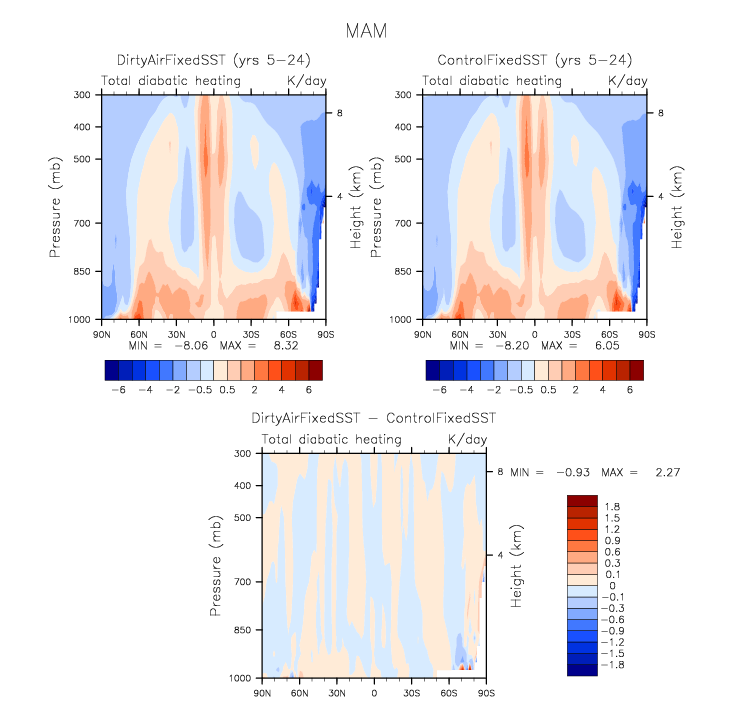 MAM
DirtyAirFixedSST (yrs 5−24)
Total diabatic heating K/day
300
400
500
700
850
1000
Pressure (mb)
8
4
Height (km)
90N 60N 30N 0 30S 60S 90S
MIN = −8.06 MAX = 8.32
−6 −4 −2 −0.5 0.5 2 4 6
ControlFixedSST (yrs 5−24)
Total diabatic heating K/day
300
400
500
700
850
1000
Pressure (mb)
8
4
Height (km)
90N 60N 30N 0 30S 60S 90S
MIN = −8.20 MAX = 6.05
−6 −4 −2 −0.5 0.5 2 4 6
DirtyAirFixedSST − ControlFixedSST
Total diabatic heating K/day
300
400
500
700
850
1000
Pressure (mb)
8
4
Height (km)
90N 60N 30N 0 30S 60S 90S
MIN = −0.93 MAX = 2.27
1.8
1.5
1.2
0.9
0.6
0.3
0.1
0
−0.1
−0.3
−0.6
−0.9
−1.2
−1.5
−1.8